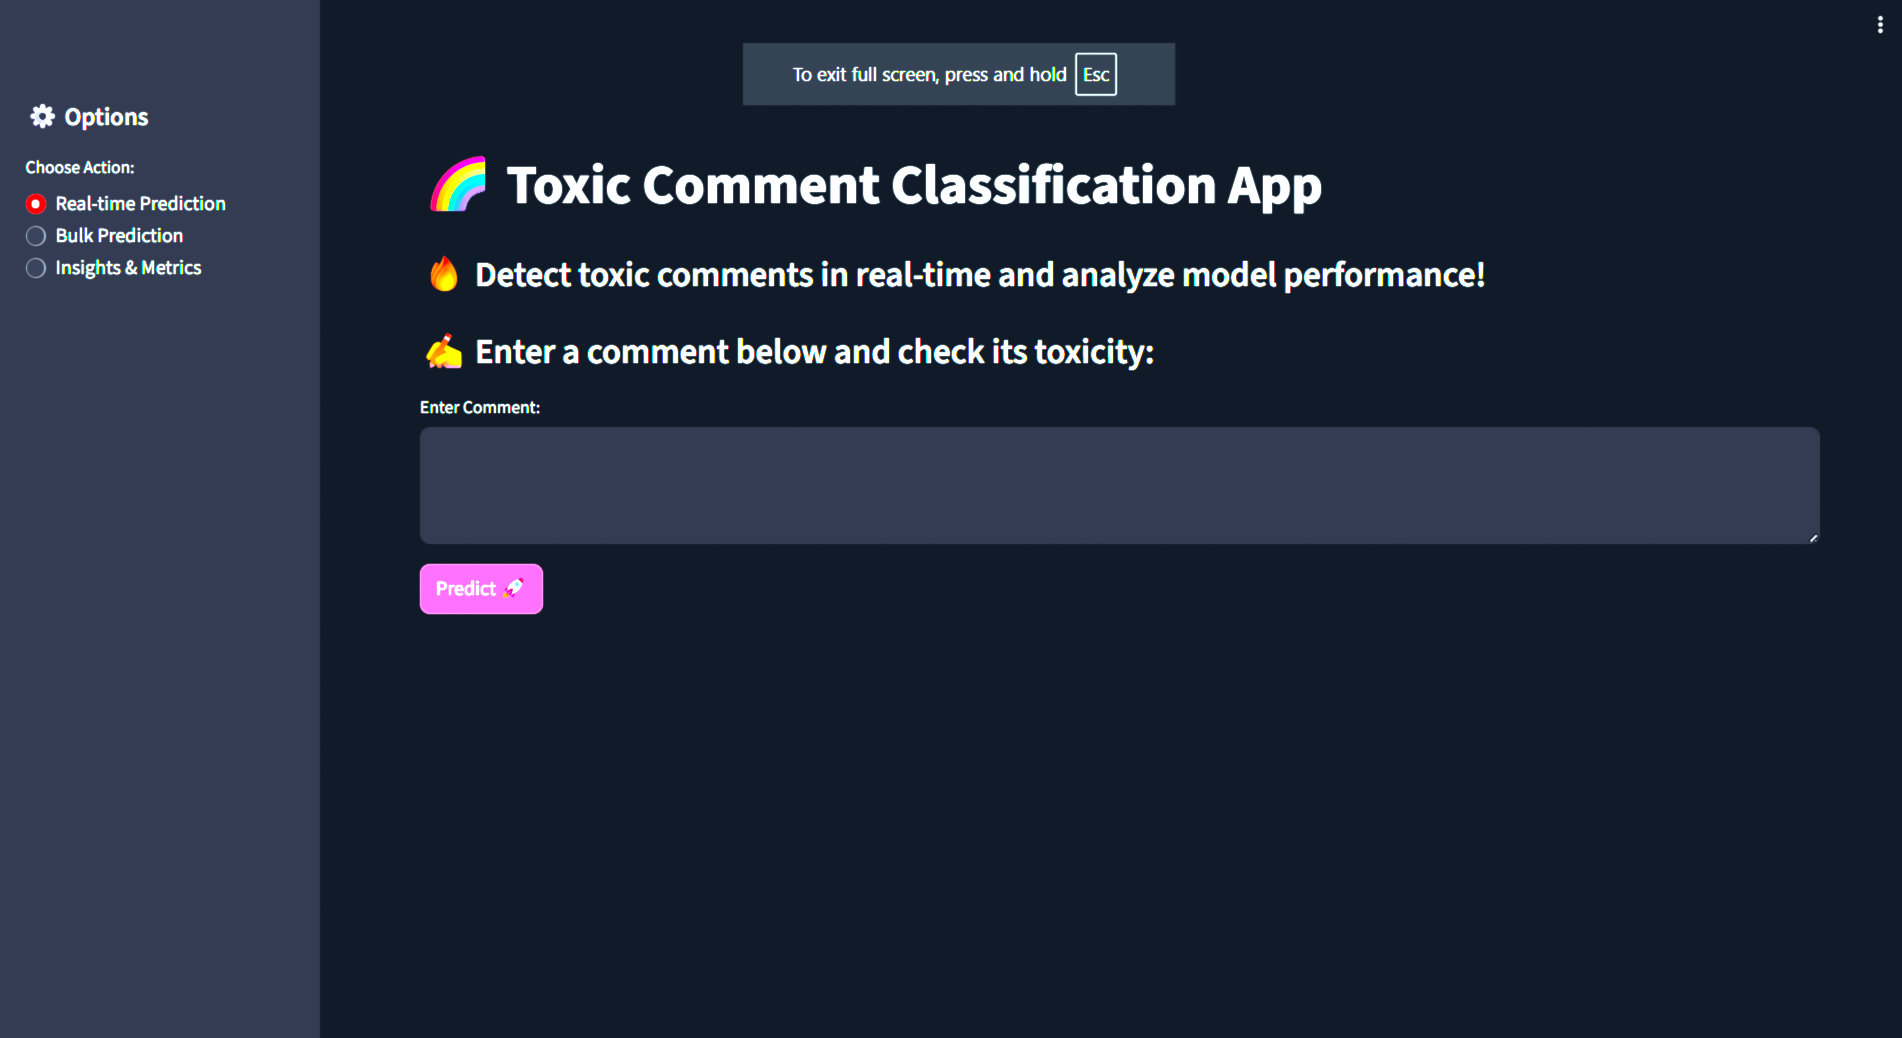 To exit full screen, press and hold Esc
Options
Choose Action:
Real-time Prediction
Bulk Prediction
Insights & Metrics
Toxic Comment Classification App
Detect toxic comments in real-time and analyze model performance!
Enter a comment below and check its toxicity:
Enter Comment:
Predict